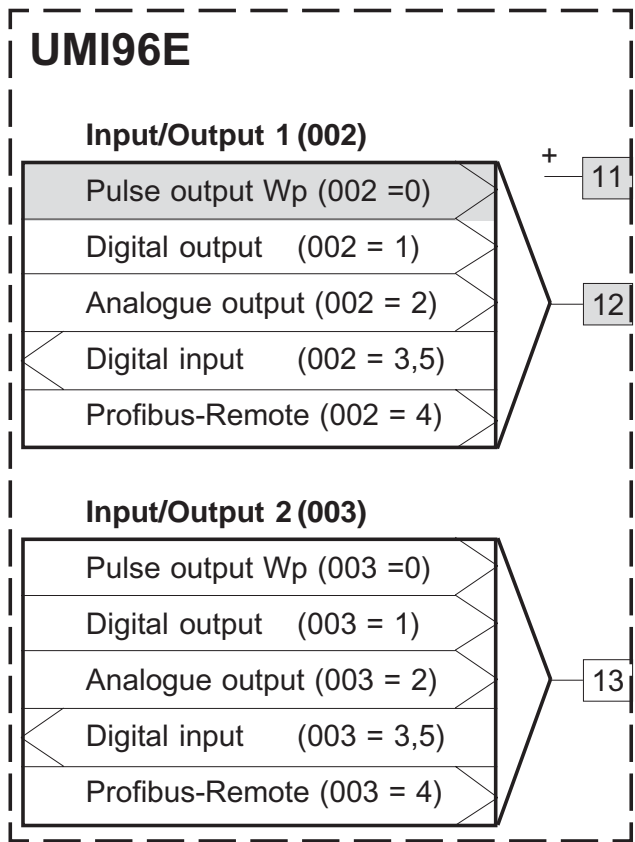 UMI96E
Input/Output 1 (002)
+
11
Pulse output Wp (002 =0)
Digital output (002 = 1)
Analogue output (002 = 2)
12
Digital input (002 = 3,5)
Profibus-Remote (002 = 4)
Input/Output 2 (003)
Pulse output Wp (003 =0)
Digital output (003 = 1)
Analogue output (003 = 2)
13
Digital input (003 = 3,5)
Profibus-Remote (003 = 4)